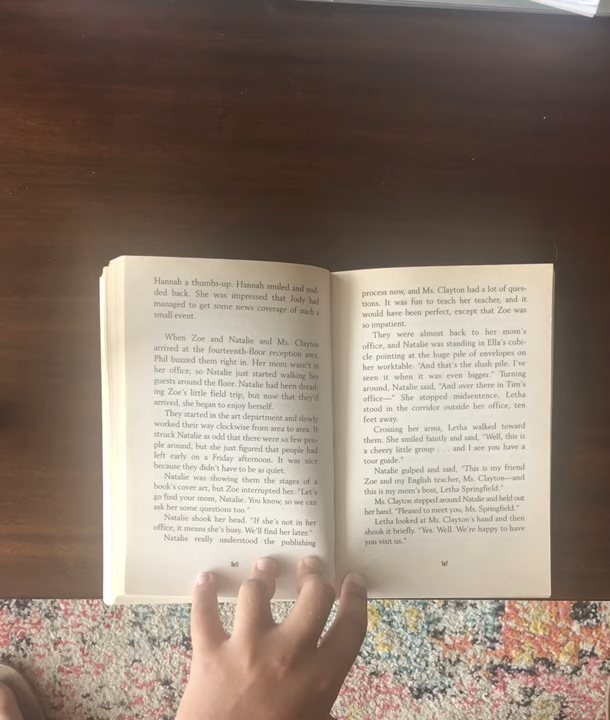 Hannah a thumbs-up. Hannah smiled and nod-
ded back. She was impressed that Jody had
managed to get some news coverage of such a
small event.
When Zoe and Natalie and Ms. Clayton
arrived at the fourteenth-floor reception area,
Phil buzzed them right in. Her mom wasn't in
her office, so Natalie just started walking her
guests around the floor. Natalie had been dread-
ing Zoe's little field trip, but now that they'd
arrived, she began to enjoy herself.
They started in the art department and slowly
worked their way clockwise from area to area. It
struck Natalie as odd that there were so few peo-
ple around, but she just figured that people had
left early on a Friday afternoon. It was nice
because they didn't have to be as quiet.
Natalie was showing them the stages of a
book's cover art, but Zoe interrupted her. "Let's
go find your mom, Natalie. You know, so we can
ask her some questions too."
Natalie shook her head. "If she's not in her
office, it means she's busy. We'll find her later."
Natalie really understood the publishing
process now, and Ms. Clayton had a lot of ques-
tions. It was fun to teach her teacher, and it
would have been perfect, except that Zoe was
so impatient.
They were almost back to her mom's
office, and Natalie was standing in Ella's cubi-
cle pointing at the huge pile of envelopes on
her worktable. "And that's the slush pile. I've
seen it when it was even bigger." Turning
around, Natalie said, "And over there in Tim's
office—" She stopped midsentence. Letha
stood in the corridor outside her office, ten
feet away.
Crossing her arms, Letha walked toward
them. She smiled faintly and said, "Well, this is
a cheery little group . . . and I see you have a
tour guide."
Natalie gulped and said, "This is my friend
Zoe and my English teacher, Ms. Clayton—and
this is my mom's boss, Letha Springfield."
Ms. Clayton stepped around Natalie and held out
her hand. "Pleased to meet you, Ms. Springfield."
Letha looked at Ms. Clayton's hand and then
shook it briefly. "Yes. Well. We're happy to have
you visit us."